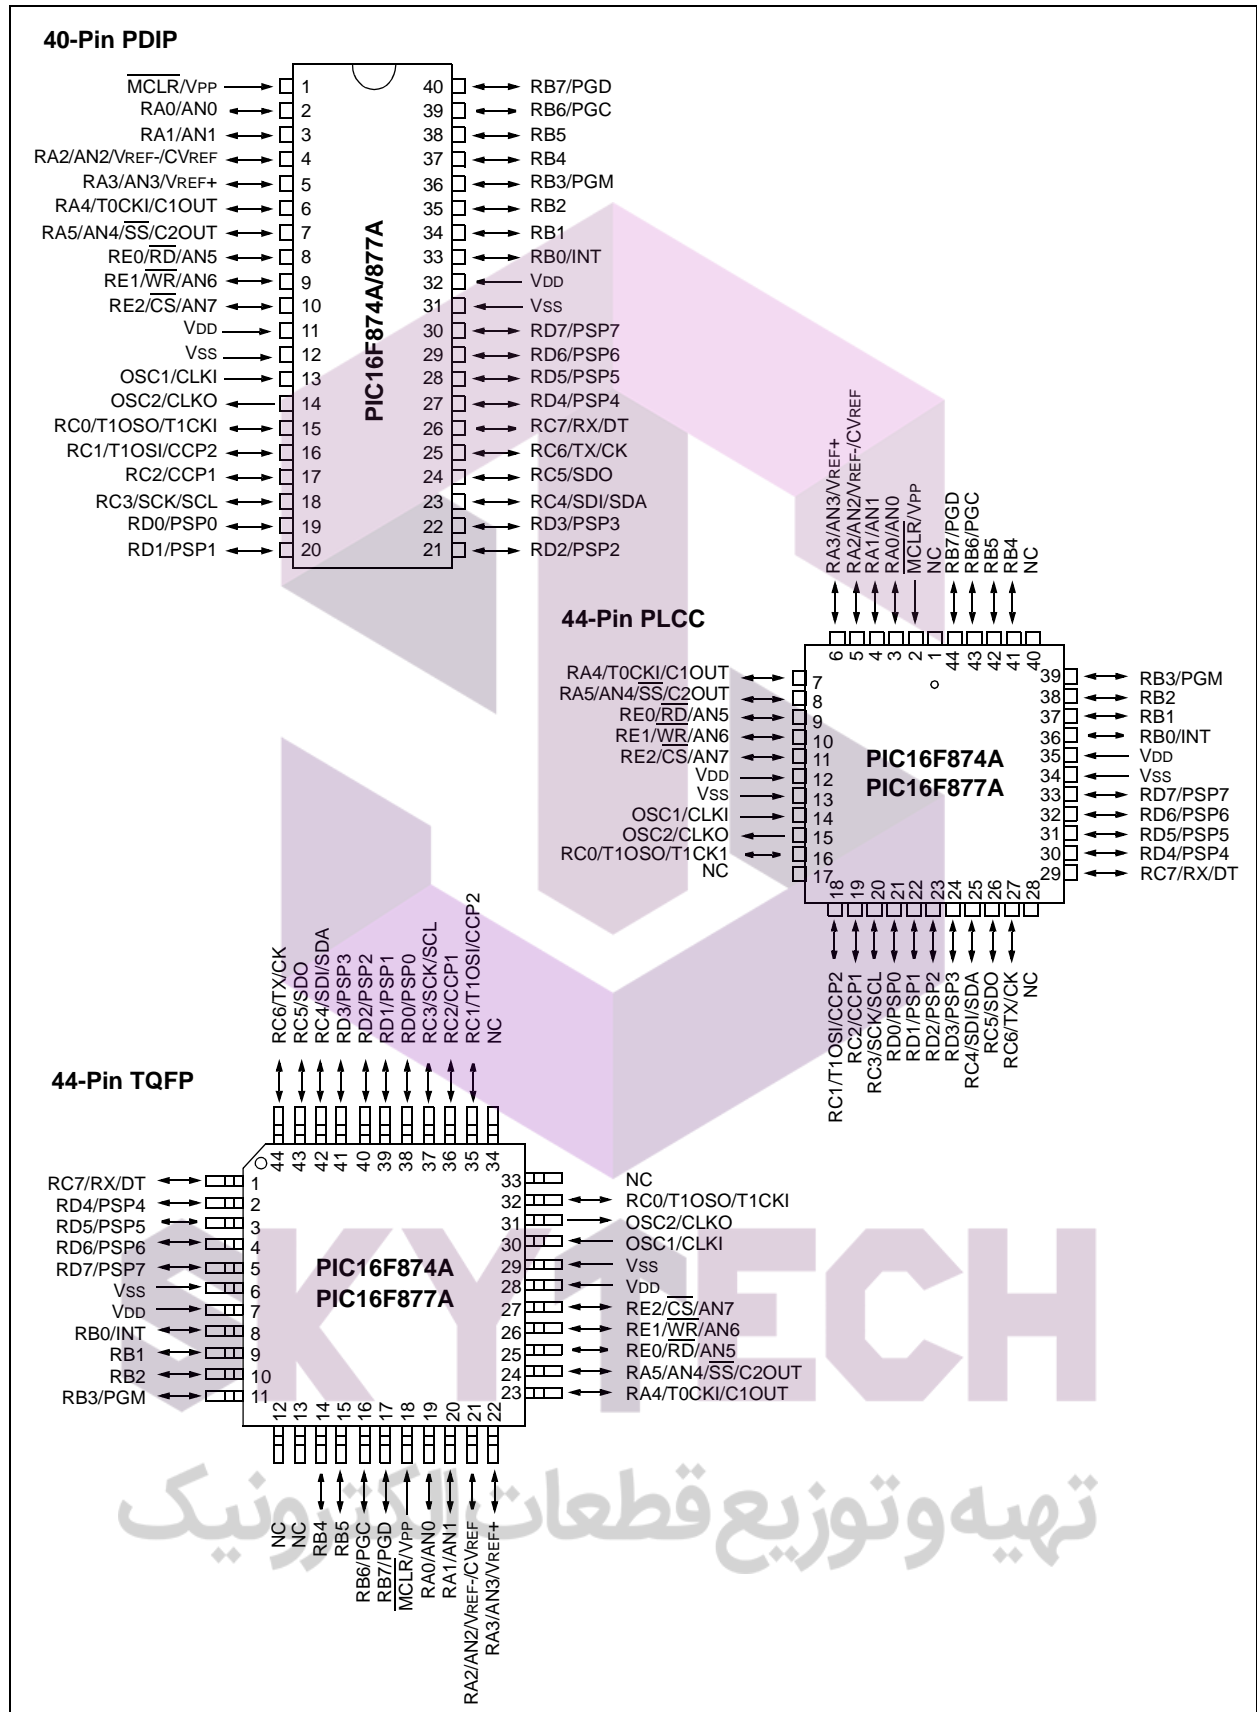 40-Pin PDIP
MCLR/VPP 1
RA0/AN0 2
RA1/AN1 3
RA2/AN2/VREF-/CVREF 4
RA3/AN3/VREF+ 5
RA4/T0CKI/C1OUT 6
RA5/AN4/SS/C2OUT 7
RE0/RD/AN5 8
RE1/WR/AN6 9
RE2/CS/AN7 10
VDD 11
VSS 12
OSC1/CLKI 13
OSC2/CLKO 14
RC0/T1OSO/T1CKI 15
RC1/T1OSI/CCP2 16
RC2/CCP1 17
RC3/SCK/SCL 18
RD0/PSP0 19
RD1/PSP1 20
PIC16F874A/877A
40 RB7/PGD
39 RB6/PGC
38 RB5
37 RB4
36 RB3/PGM
35 RB2
34 RB1
33 RB0/INT
32 VDD
31 VSS
30 RD7/PSP7
29 RD6/PSP6
28 RD5/PSP5
27 RD4/PSP4
26 RC7/RX/DT
25 RC6/TX/CK
24 RC5/SDO
23 RC4/SDI/SDA
22 RD3/PSP3
21 RD2/PSP2
44-Pin PLCC
RA3/AN3/VREF+ 6
RA2/AN2/VREF-/CVREF 5
RA1/AN1 4
RA0/AN0 3
MCLR/VPP 2
NC 1
RB7/PGD 44
RB6/PGC 43
RB5 42
RB4 41
NC 40
RA4/T0CKI/C1OUT 7
RA5/AN4/SS/C2OUT 8
RE0/RD/AN5 9
RE1/WR/AN6 10
RE2/CS/AN7 11
VDD 12
VSS 13
OSC1/CLKI 14
OSC2/CLKO 15
RC0/T1OSO/T1CK1 16
NC 17
PIC16F874A
PIC16F877A
39 RB3/PGM
38 RB2
37 RB1
36 RB0/INT
35 VDD
34 VSS
33 RD7/PSP7
32 RD6/PSP6
31 RD5/PSP5
30 RD4/PSP4
29 RC7/RX/DT
18 RC1/T1OSI/CCP2
19 RC2/CCP1
20 RC3/SCK/SCL
21 RD0/PSP0
22 RD1/PSP1
23 RD2/PSP2
24 RD3/PSP3
25 RC4/SDI/SDA
26 RC5/SDO
27 RC6/TX/CK
28 NC
44-Pin TQFP
RC6/TX/CK 44
RC5/SDO 43
RC4/SDI/SDA 42
RD3/PSP3 41
RD2/PSP2 40
RD1/PSP1 39
RD0/PSP0 38
RC3/SCK/SCL 37
RC2/CCP1 36
RC1/T1OSI/CCP2 35
NC 34
RC7/RX/DT 1
RD4/PSP4 2
RD5/PSP5 3
RD6/PSP6 4
RD7/PSP7 5
VSS 6
VDD 7
RB0/INT 8
RB1 9
RB2 10
RB3/PGM 11
PIC16F874A
PIC16F877A
33 NC
32 RC0/T1OSO/T1CKI
31 OSC2/CLKO
30 OSC1/CLKI
29 VSS
28 VDD
27 RE2/CS/AN7
26 RE1/WR/AN6
25 RE0/RD/AN5
24 RA5/AN4/SS/C2OUT
23 RA4/T0CKI/C1OUT
12 NC
13 NC
14 RB4
15 RB5
16 RB6/PGC
17 RB7/PGD
18 MCLR/VPP
19 RA0/AN0
20 RA1/AN1
21 RA2/AN2/VREF-/CVREF
22 RA3/AN3/VREF+
SKYTECH
تهیه و توزیع قطعات الکترونیک